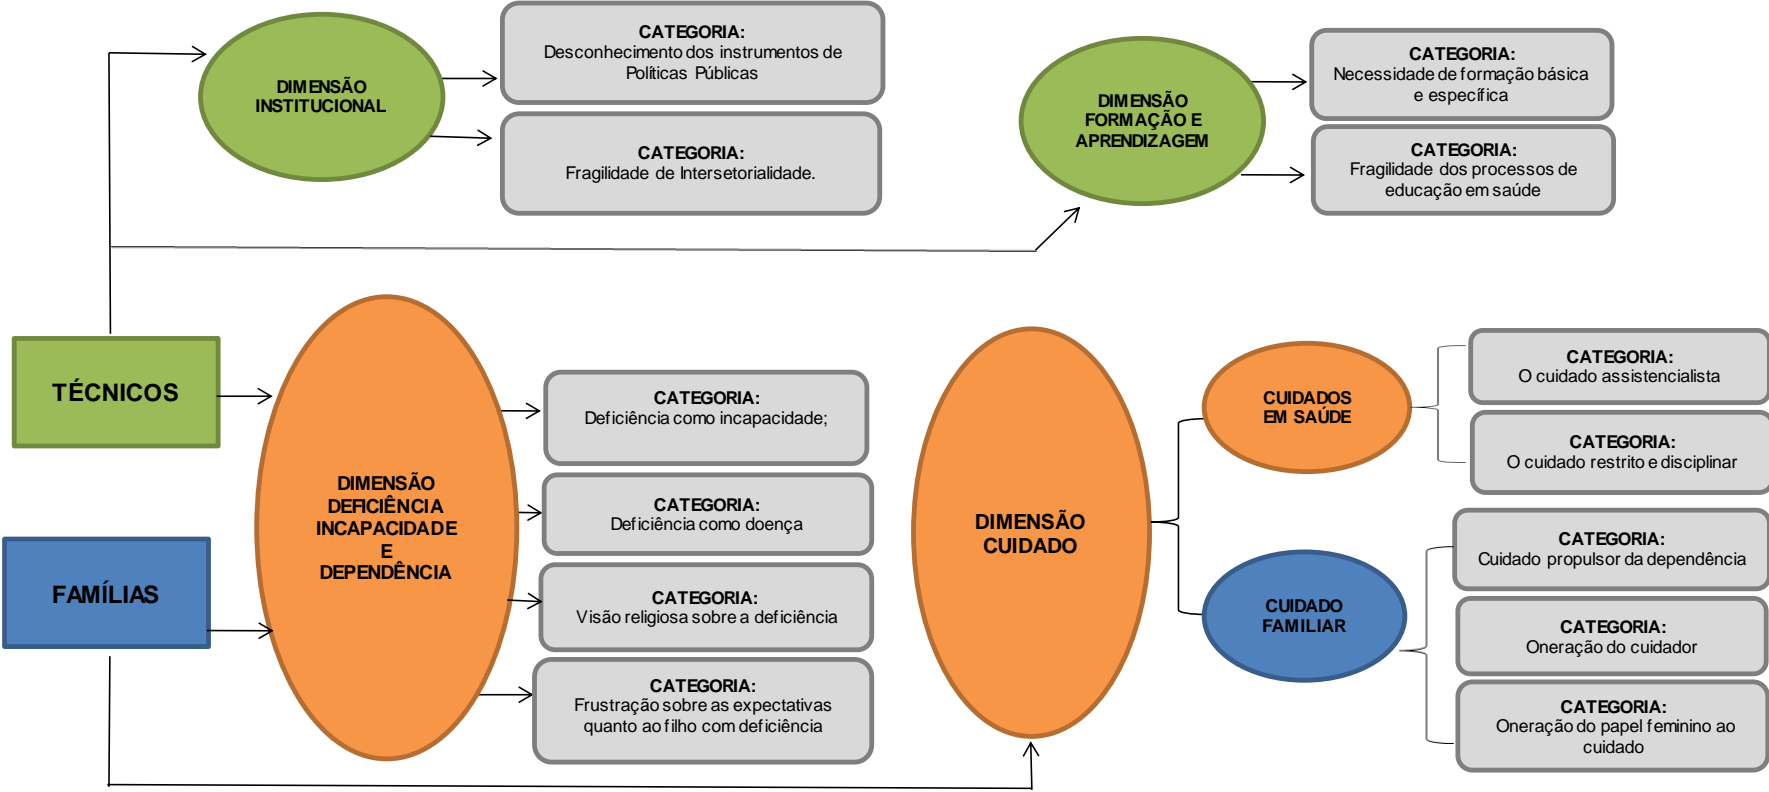 DIMENSÃO
INSTITUCIONAL
CATEGORIA:
Desconhecimento dos instrumentos de
Políticas Públicas
CATEGORIA:
Fragilidade de Intersetorialidade.
DIMENSÃO
FORMAÇÃO E
APRENDIZAGEM
CATEGORIA:
Necessidade de formação básica
e específica
CATEGORIA:
Fragilidade dos processos de
educação em saúde
TÉCNICOS
FAMÍLIAS
DIMENSÃO
DEFICIÊNCIA
INCAPACIDADE
E
DEPENDÊNCIA
CATEGORIA:
Deficiência como incapacidade;
CATEGORIA:
Deficiência como doença
CATEGORIA:
Visão religiosa sobre a deficiência
CATEGORIA:
Frustração sobre as expectativas
quanto ao filho com deficiência
DIMENSÃO
CUIDADO
CUIDADOS
EM SAÚDE
CATEGORIA:
O cuidado assistencialista
CATEGORIA:
O cuidado restrito e disciplinar
CUIDADO
FAMILIAR
CATEGORIA:
Cuidado propulsor da dependência
CATEGORIA:
Oneração do cuidador
CATEGORIA:
Oneração do papel feminino ao
cuidado